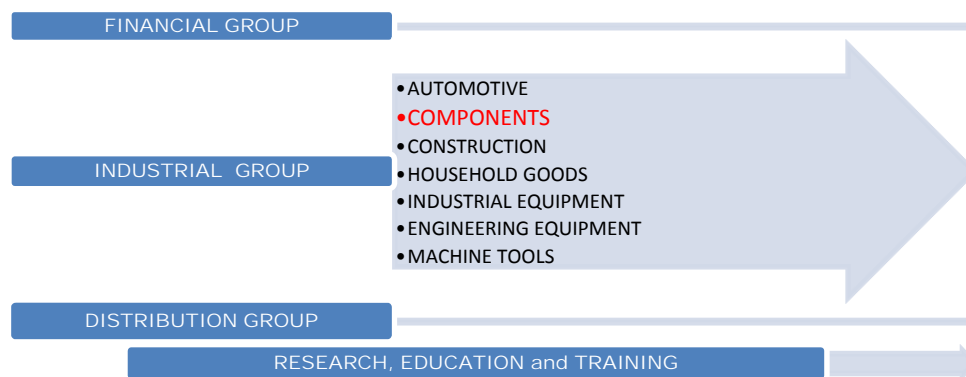 FINANCIAL GROUP
INDUSTRIAL GROUP
•AUTOMOTIVE
•COMPONENTS
•CONSTRUCTION
•HOUSEHOLD GOODS
•INDUSTRIAL EQUIPMENT
•ENGINEERING EQUIPMENT
•MACHINE TOOLS
DISTRIBUTION GROUP
RESEARCH, EDUCATION and TRAINING